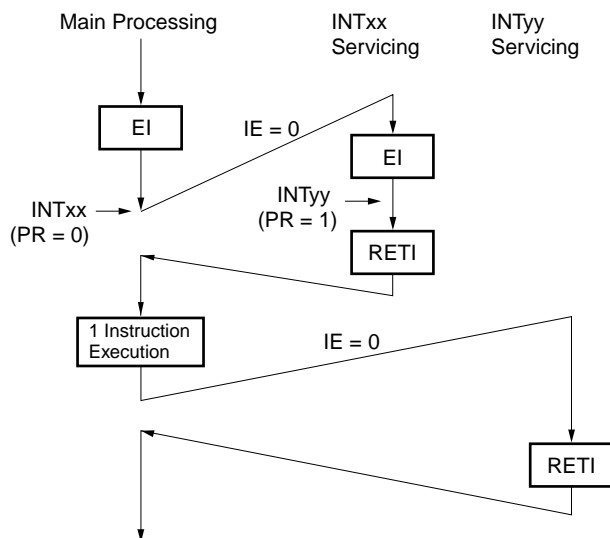 Main Processing
INTxx
Servicing
INTyy
Servicing
EI
IE = 0
EI
INTxx
(PR = 0)
INTyy
(PR = 1)
RETI
1 Instruction
Execution
IE = 0
RETI